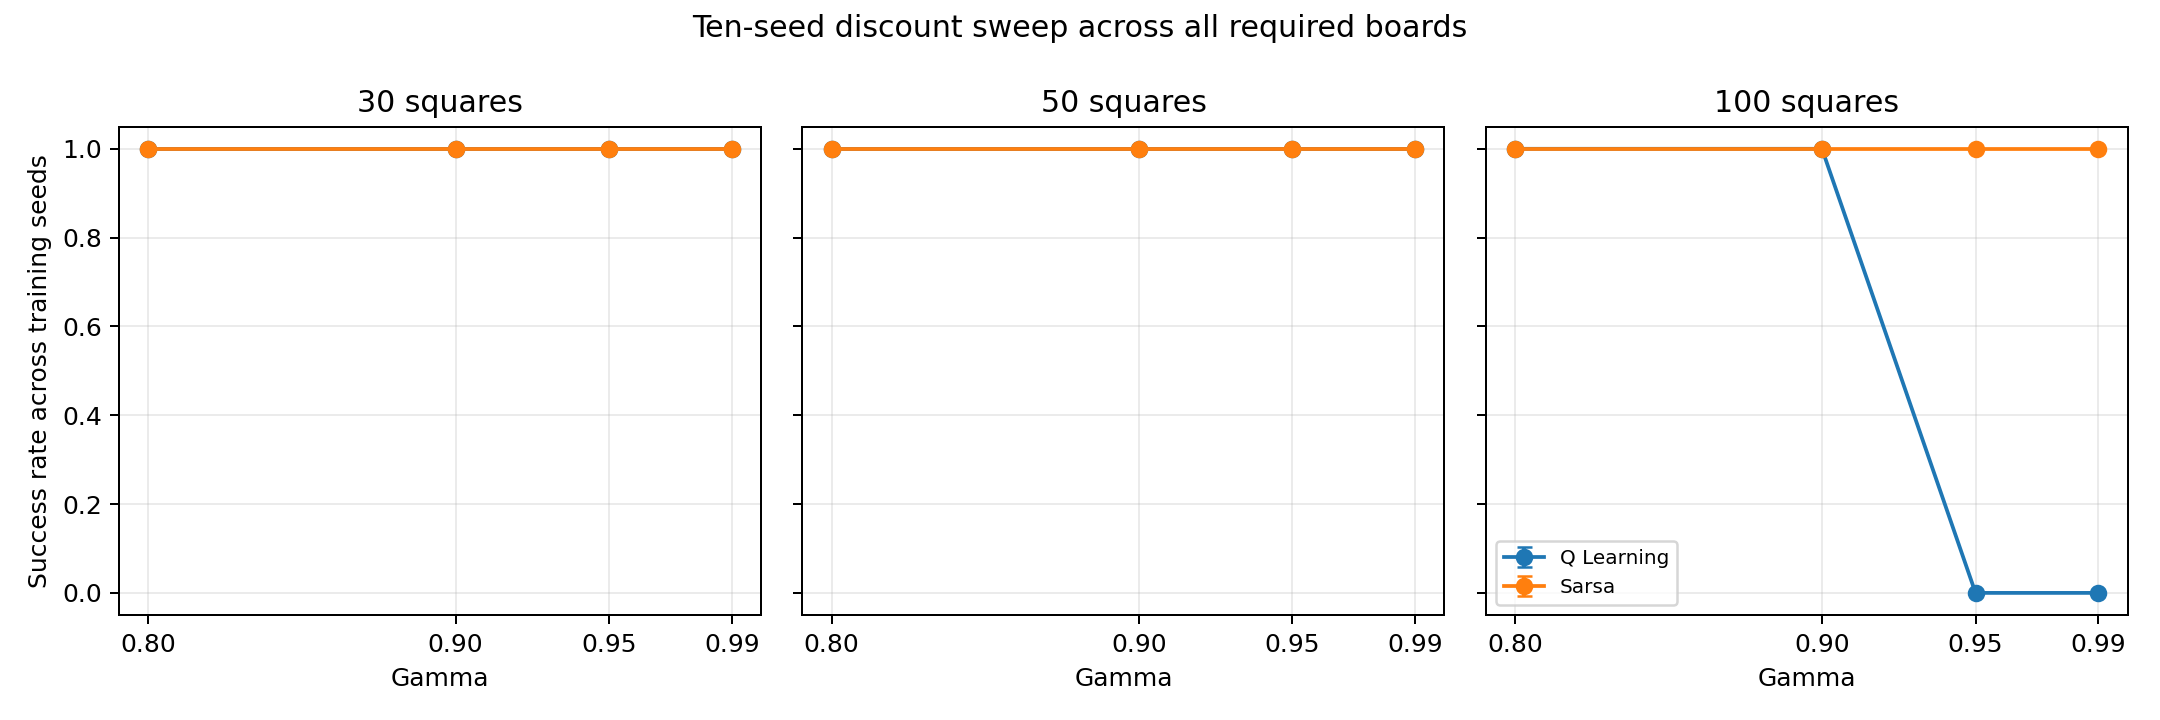 Ten-seed discount sweep across all required boards
30 squares
50 squares
100 squares
Success rate across training seeds
1.0
0.8
0.6
0.4
0.2
0.0
0.80 0.90 0.95 0.99
Gamma
0.80 0.90 0.95 0.99
Gamma
Q Learning
Sarsa
0.80 0.90 0.95 0.99
Gamma